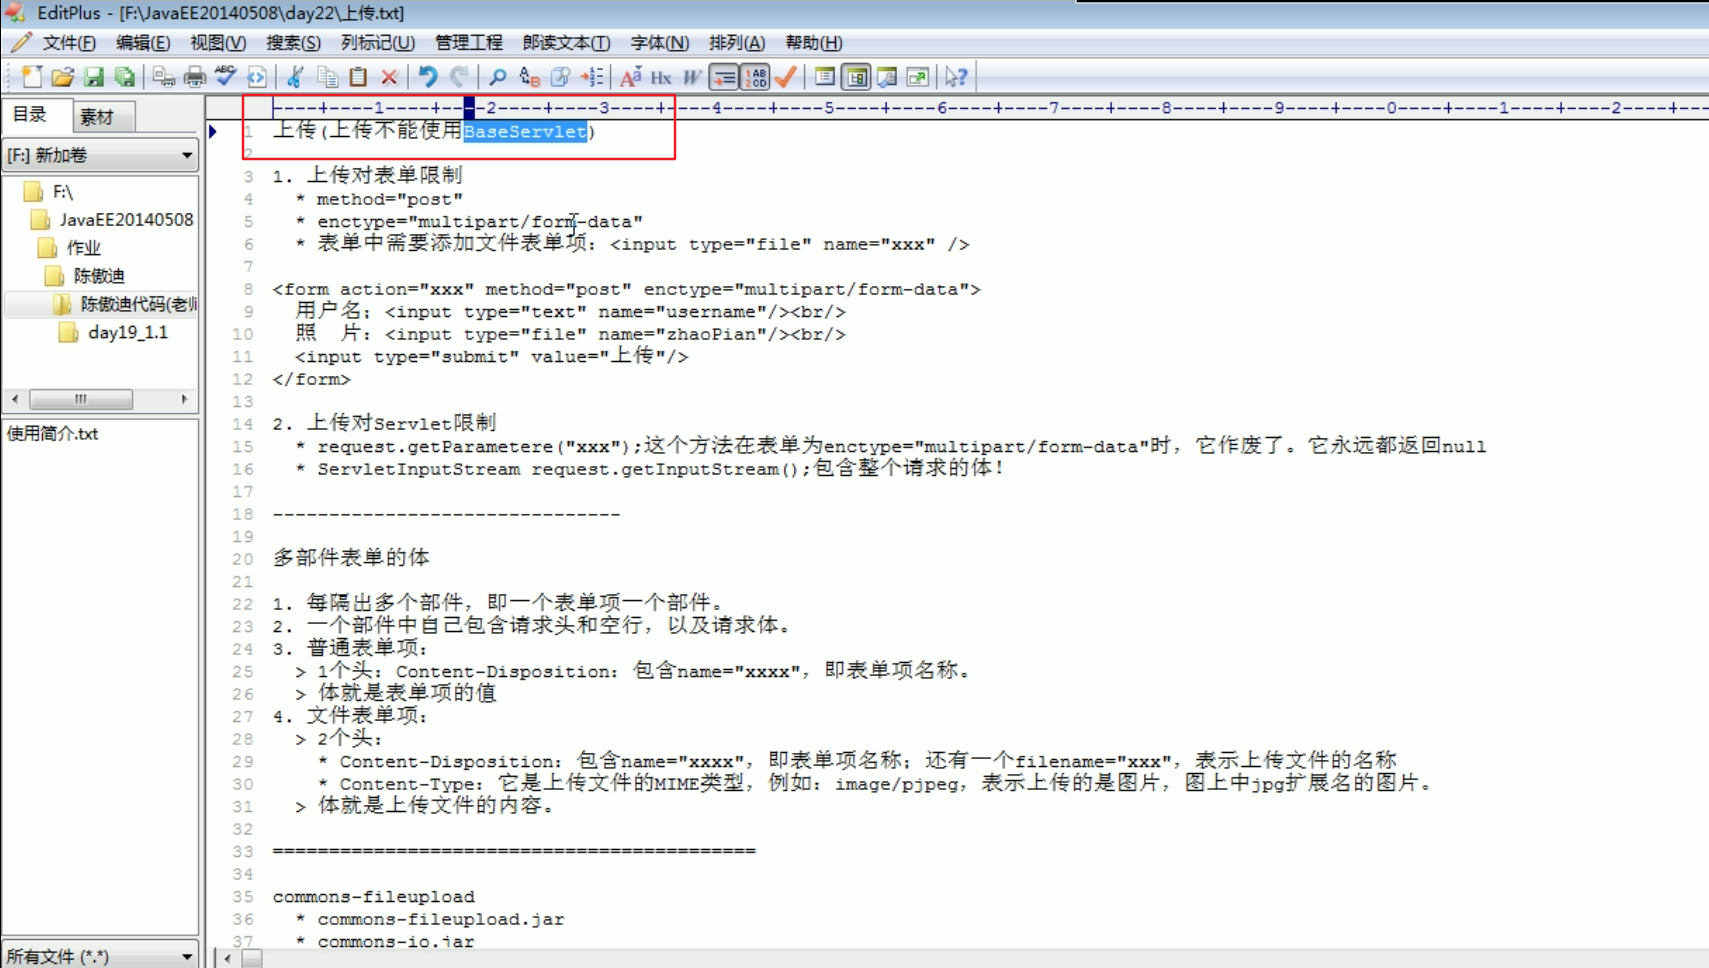 EditPlus - [F:\JavaEE20140508\day22\上传.txt]
文件(F) 编辑(E) 视图(V) 搜索(S) 列标记(U) 管理工程 郎读文本(T) 字体(N) 排列(A) 帮助(H)
目录 素材
[F:] 新加卷
F:\
JavaEE20140508
作业
陈傲迪
陈傲迪代码(老师
day19_1.1
使用简介.txt
所有文件 (*.*)
----+----1----+----2----+----3----+----4----+----5----+----6----+----7----+----8----+----9----+----0----+----1----+----2----+--
1 上传(上传不能使用BaseServlet)
2
3 1. 上传对表单限制
4 * method="post"
5 * enctype="multipart/form-data"
6 * 表单中需要添加文件表单项：<input type="file" name="xxx" />
7
8 <form action="xxx" method="post" enctype="multipart/form-data">
9 用户名；<input type="text" name="username"/><br/>
10 照　片：<input type="file" name="zhaoPian"/><br/>
11 <input type="submit" value="上传"/>
12 </form>
13
14 2. 上传对Servlet限制
15 * request.getParametere("xxx");这个方法在表单为enctype="multipart/form-data"时，它作废了。它永远都返回null
16 * ServletInputStream request.getInputStream();包含整个请求的体！
17
18 -------------------------------
19
20 多部件表单的体
21
22 1. 每隔出多个部件，即一个表单项一个部件。
23 2. 一个部件中自己包含请求头和空行，以及请求体。
24 3. 普通表单项：
25 > 1个头：Content-Disposition：包含name="xxxx"，即表单项名称。
26 > 体就是表单项的值
27 4. 文件表单项：
28 > 2个头：
29 * Content-Disposition：包含name="xxxx"，即表单项名称；还有一个filename="xxx"，表示上传文件的名称
30 * Content-Type：它是上传文件的MIME类型，例如：image/pjpeg，表示上传的是图片，图上中jpg扩展名的图片。
31 > 体就是上传文件的内容。
32
33 ===========================================
34
35 commons-fileupload
36 * commons-fileupload.jar
37 * commons-io.jar